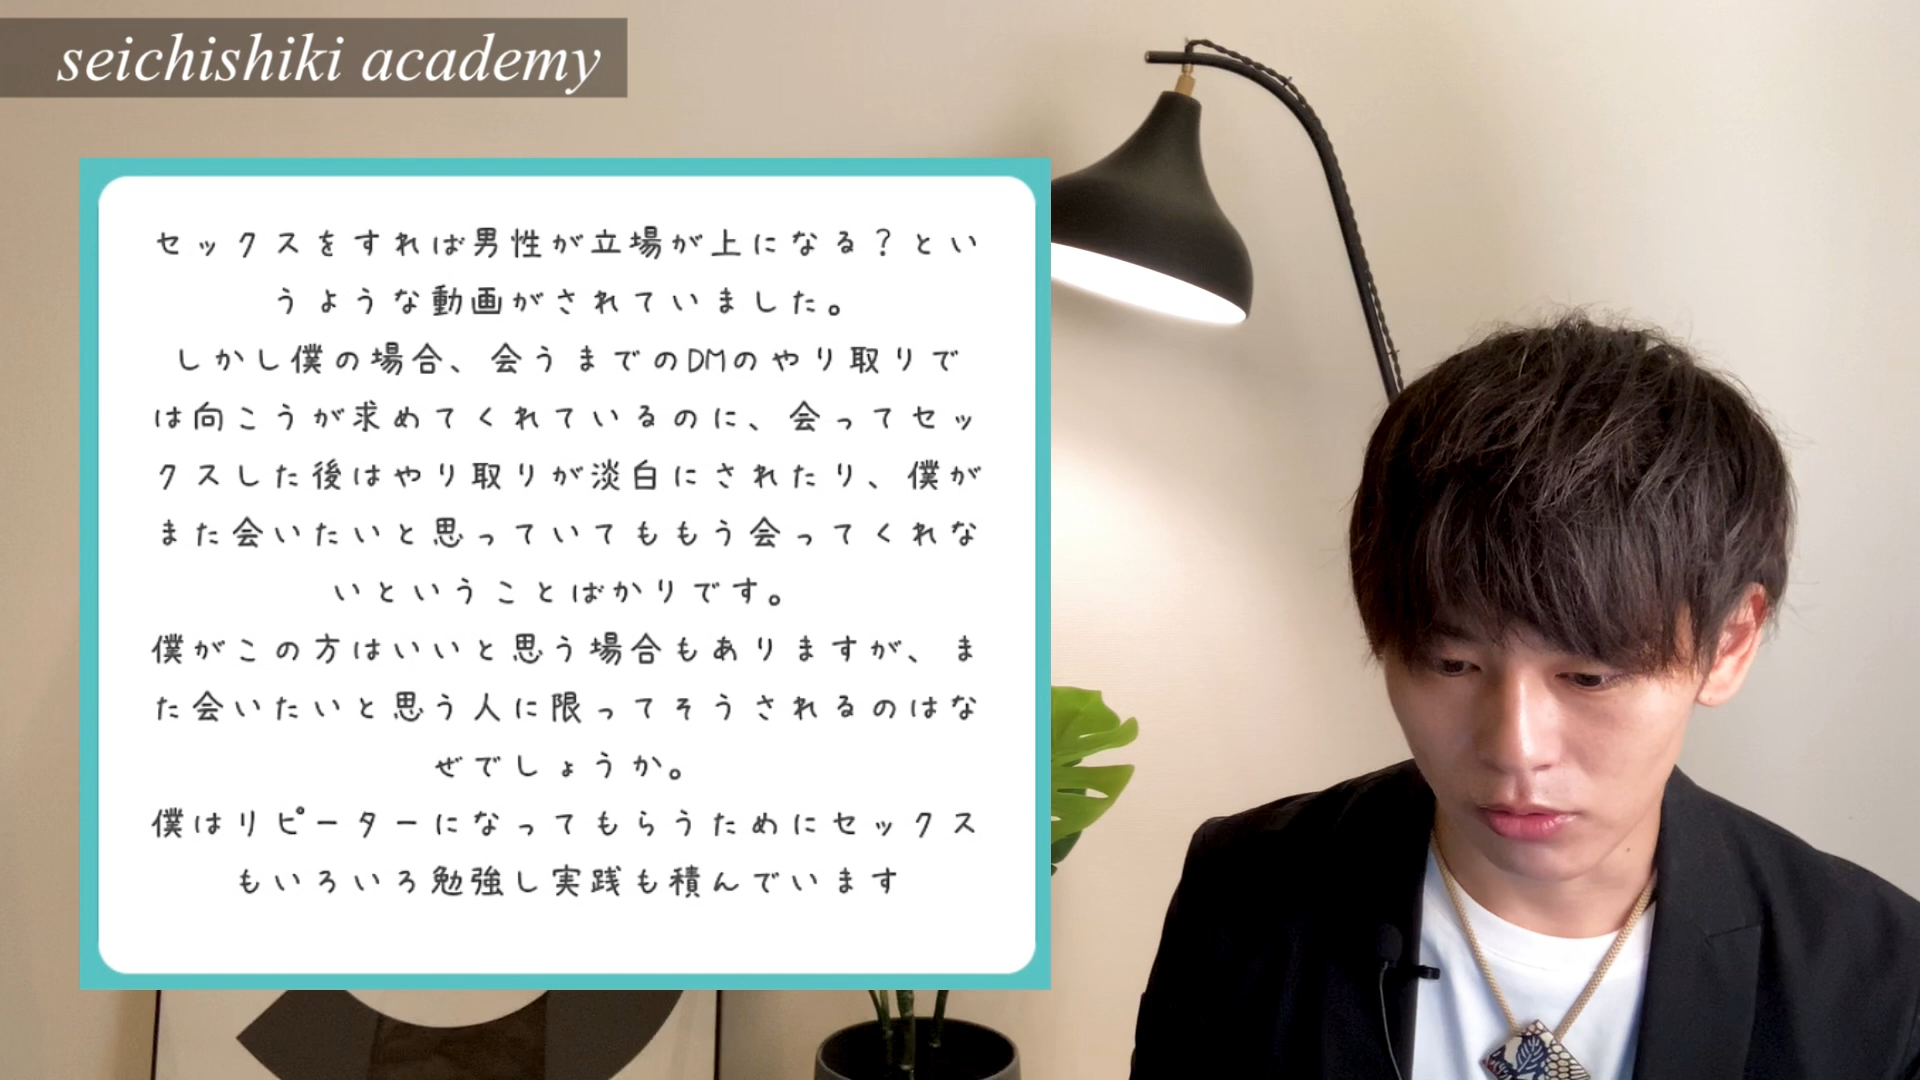 seichishiki academy
セックスをすれば男性が立場が上になる？とい
うような動画がされていました。
しかし僕の場合、会うまでのDMのやり取りで
は向こうが求めてくれているのに、会ってセッ
クスした後はやり取りが淡白にされたり、僕が
また会いたいと思っていてももう会ってくれな
いということばかりです。
僕がこの方はいいと思う場合もありますが、ま
た会いたいと思う人に限ってそうされるのはな
ぜでしょうか。
僕はリピーターになってもらうためにセックス
もいろいろ勉強し実践も積んでいます